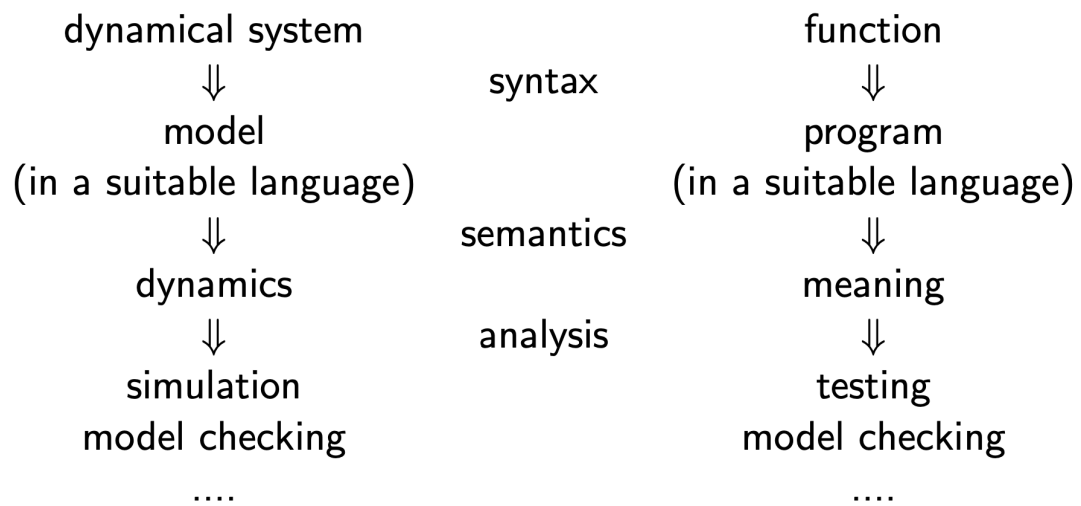 dynamical system function
⇓ syntax ⇓
model program
(in a suitable language) (in a suitable language)
⇓ semantics ⇓
dynamics meaning
⇓ analysis ⇓
simulation testing
model checking model checking
.... ....